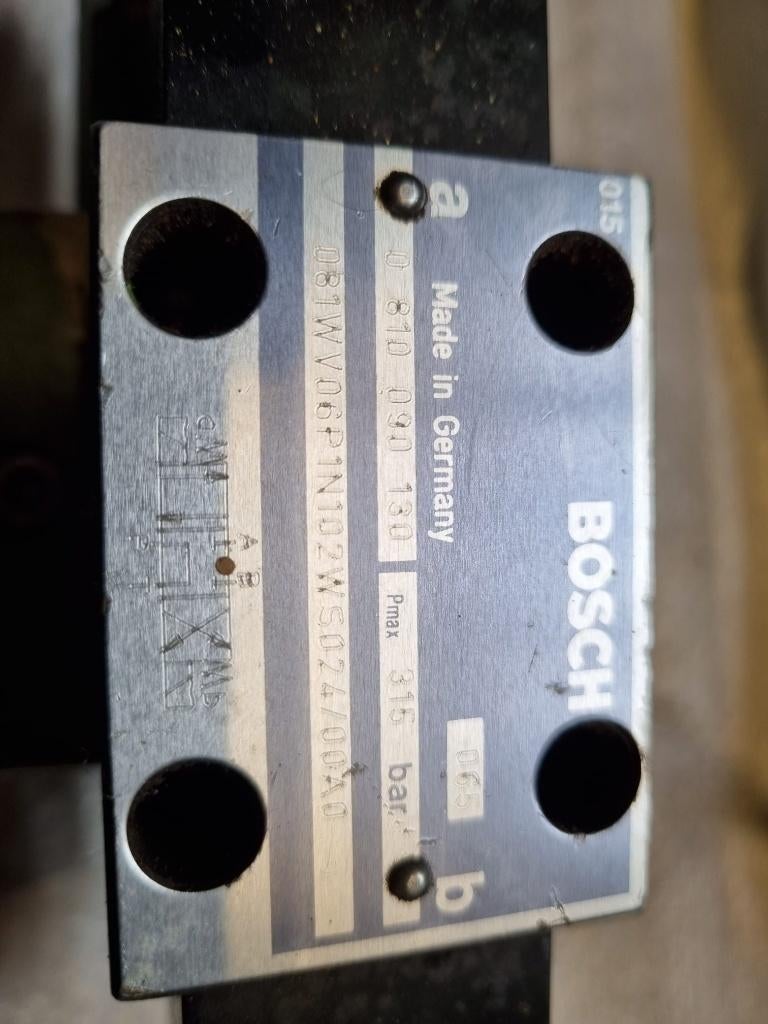 015
BOSCH
a Made in Germany 065 b
0 810 090 130 Pmax 315 bar
081WV06P1N102WS024/00A0
A B